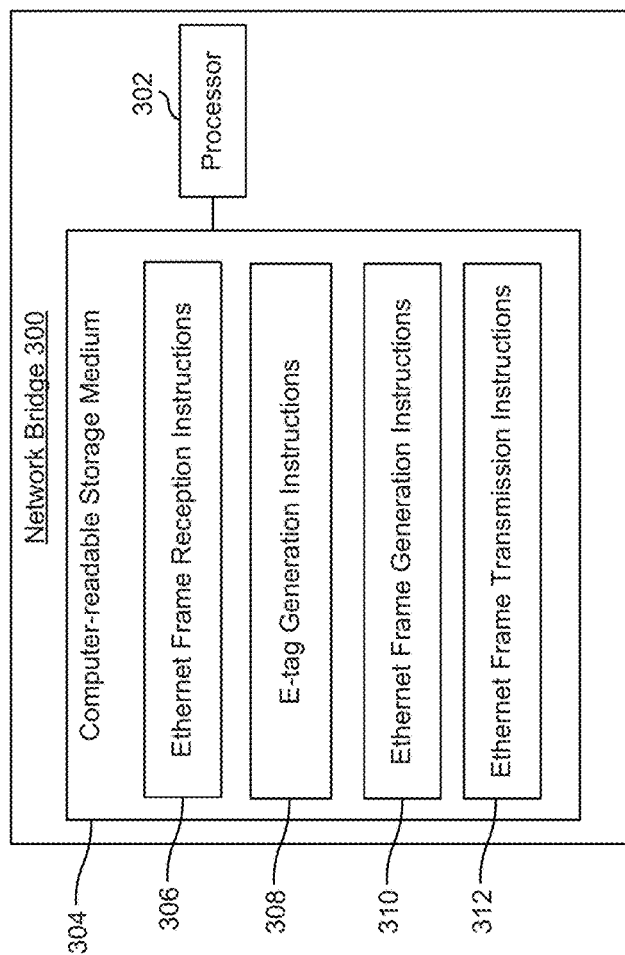 Network Bridge 300
302
Processor
304
Computer-readable Storage Medium
306
Ethernet Frame Reception Instructions
308
E-tag Generation Instructions
310
Ethernet Frame Generation Instructions
312
Ethernet Frame Transmission Instructions